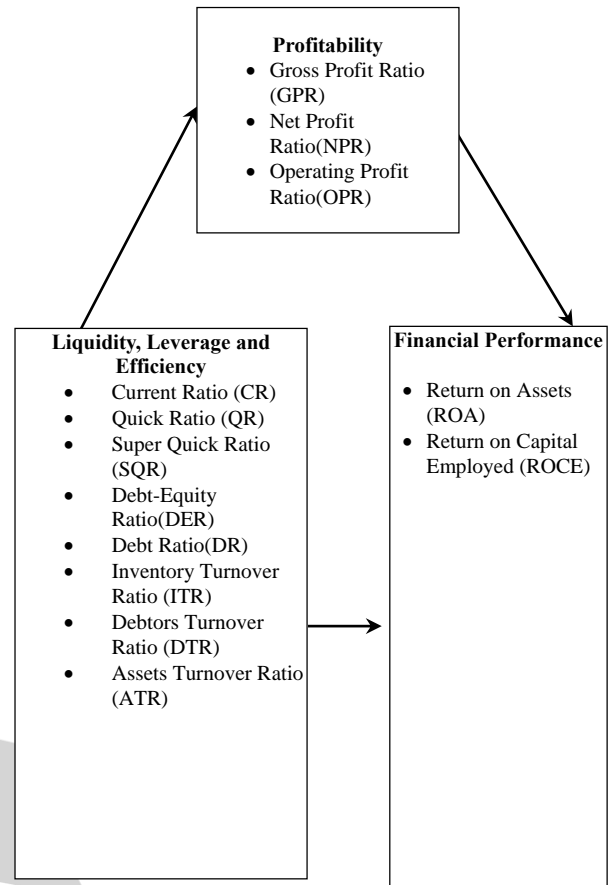 Profitability
• Gross Profit Ratio
(GPR)
• Net Profit
Ratio(NPR)
• Operating Profit
Ratio(OPR)
Liquidity, Leverage and
Efficiency
• Current Ratio (CR)
• Quick Ratio (QR)
• Super Quick Ratio
(SQR)
• Debt-Equity
Ratio(DER)
• Debt Ratio(DR)
• Inventory Turnover
Ratio (ITR)
• Debtors Turnover
Ratio (DTR)
• Assets Turnover Ratio
(ATR)
Financial Performance
• Return on Assets
(ROA)
• Return on Capital
Employed (ROCE)